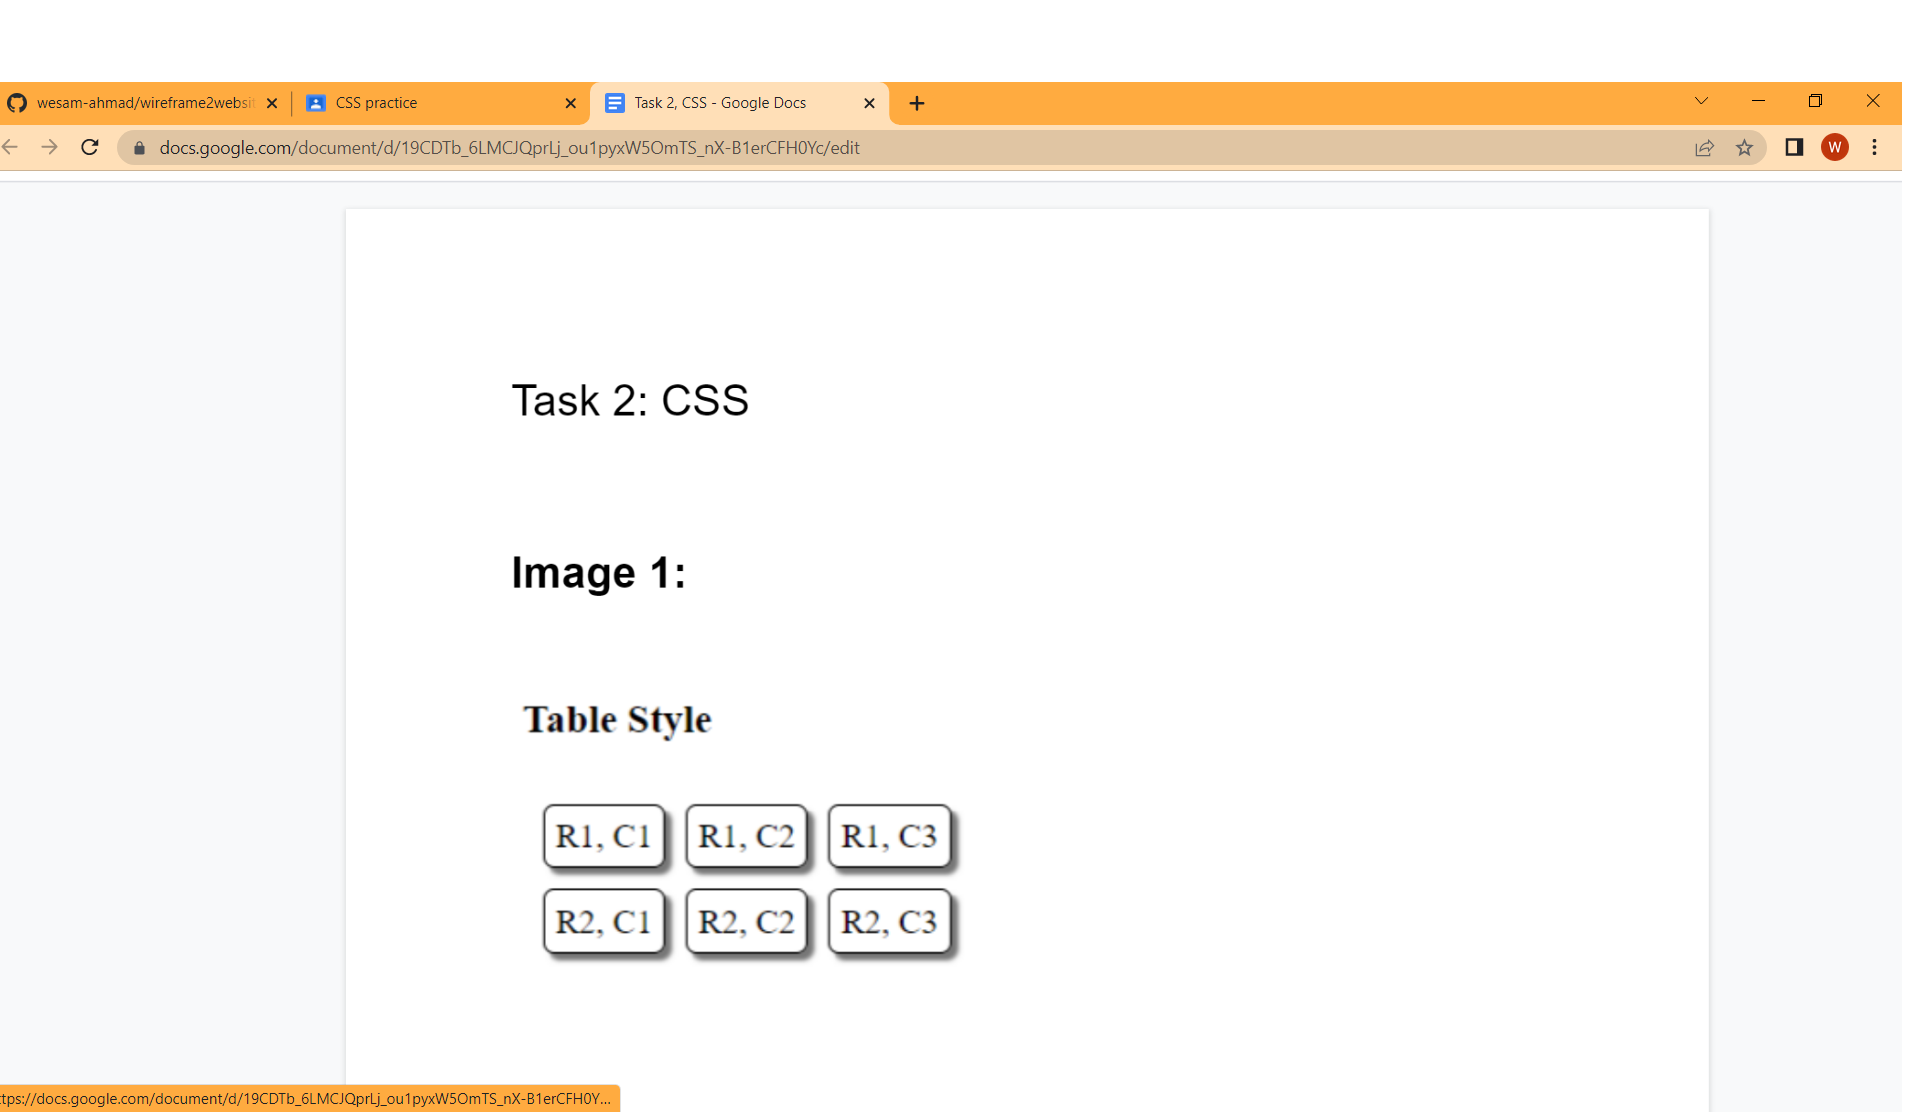 wesam-ahmad/wireframe2websit
CSS practice
Task 2, CSS - Google Docs
docs.google.com/document/d/19CDTb_6LMCJQprLj_ou1pyxW5OmTS_nX-B1erCFH0Yc/edit
W
Task 2: CSS
Image 1:
Table Style
R1, C1 R1, C2 R1, C3
R2, C1 R2, C2 R2, C3
tps://docs.google.com/document/d/19CDTb_6LMCJQprLj_ou1pyxW5OmTS_nX-B1erCFH0Y...